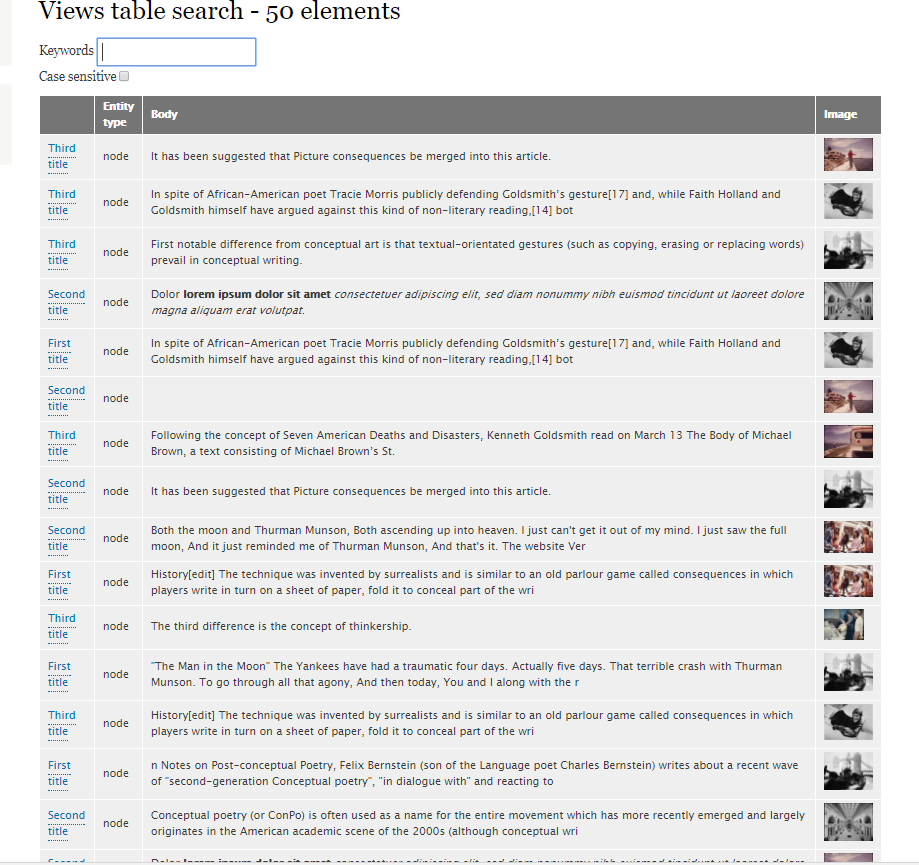 Views table search - 50 elements
Keywords
Case sensitive
Entity type
Body
Image
Third title
node
It has been suggested that Picture consequences be merged into this article.
Third title
node
In spite of African-American poet Tracie Morris publicly defending Goldsmith's gesture[17] and, while Faith Holland and
Goldsmith himself have argued against this kind of non-literary reading,[14] bot
Third title
node
First notable difference from conceptual art is that textual-orientated gestures (such as copying, erasing or replacing words)
prevail in conceptual writing.
Second title
node
Dolor lorem ipsum dolor sit amet consectetuer adipiscing elit, sed diam nonummy nibh euismod tincidunt ut laoreet dolore
magna aliquam erat volutpat.
First title
node
In spite of African-American poet Tracie Morris publicly defending Goldsmith's gesture[17] and, while Faith Holland and
Goldsmith himself have argued against this kind of non-literary reading,[14] bot
Second title
node
Third title
node
Following the concept of Seven American Deaths and Disasters, Kenneth Goldsmith read on March 13 The Body of Michael
Brown, a text consisting of Michael Brown's St.
Second title
node
It has been suggested that Picture consequences be merged into this article.
Second title
node
Both the moon and Thurman Munson, Both ascending up into heaven. I just can't get it out of my mind. I just saw the full
moon, And it just reminded me of Thurman Munson, And that's it. The website Ver
First title
node
History[edit] The technique was invented by surrealists and is similar to an old parlour game called consequences in which
players write in turn on a sheet of paper, fold it to conceal part of the wri
Third title
node
The third difference is the concept of thinkership.
First title
node
"The Man in the Moon" The Yankees have had a traumatic four days. Actually five days. That terrible crash with Thurman
Munson. To go through all that agony, And then today, You and I along with the r
Third title
node
History[edit] The technique was invented by surrealists and is similar to an old parlour game called consequences in which
players write in turn on a sheet of paper, fold it to conceal part of the wri
First title
node
n Notes on Post-conceptual Poetry, Felix Bernstein (son of the Language poet Charles Bernstein) writes about a recent wave
of "second-generation Conceptual poetry", "in dialogue with" and reacting to
Second title
node
Conceptual poetry (or ConPo) is often used as a name for the entire movement which has more recently emerged and largely
originates in the American academic scene of the 2000s (although conceptual wri